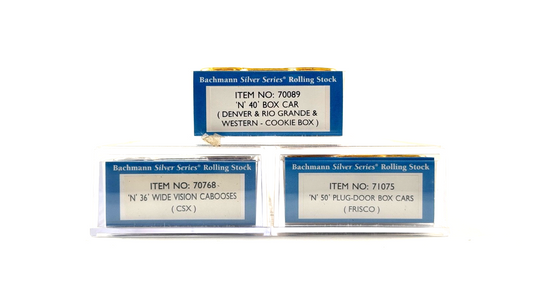 Bachmann Silver Series® Rolling Stock
ITEM NO: 70089
'N' 40' BOX CAR
( DENVER & RIO GRANDE &
WESTERN - COOKIE BOX )
Bachmann Silver Series® Rolling Stock
ITEM NO: 70768
'N' 36' WIDE VISION CABOOSES
( CSX )
Bachmann Silver Series® Rolling Stock
ITEM NO: 71075
'N' 50' PLUG-DOOR BOX CARS
( FRISCO )